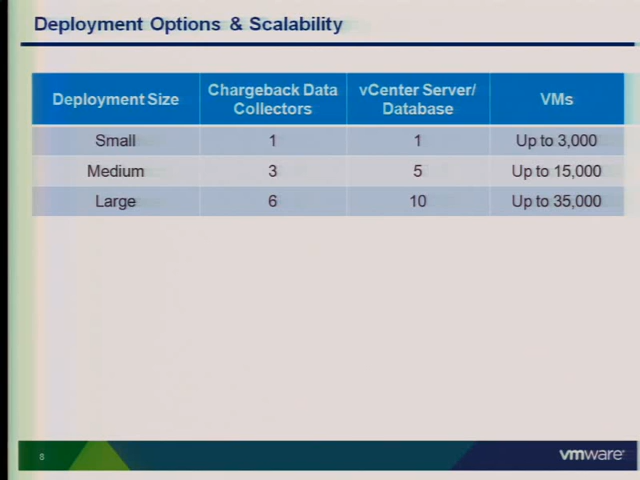 Deployment Options & Scalability
Deployment Size
Chargeback Data
Collectors
vCenter Server/
Database
VMs
Small 1 1 Up to 3,000
Medium 3 5 Up to 15,000
Large 6 10 Up to 35,000
8
vmware